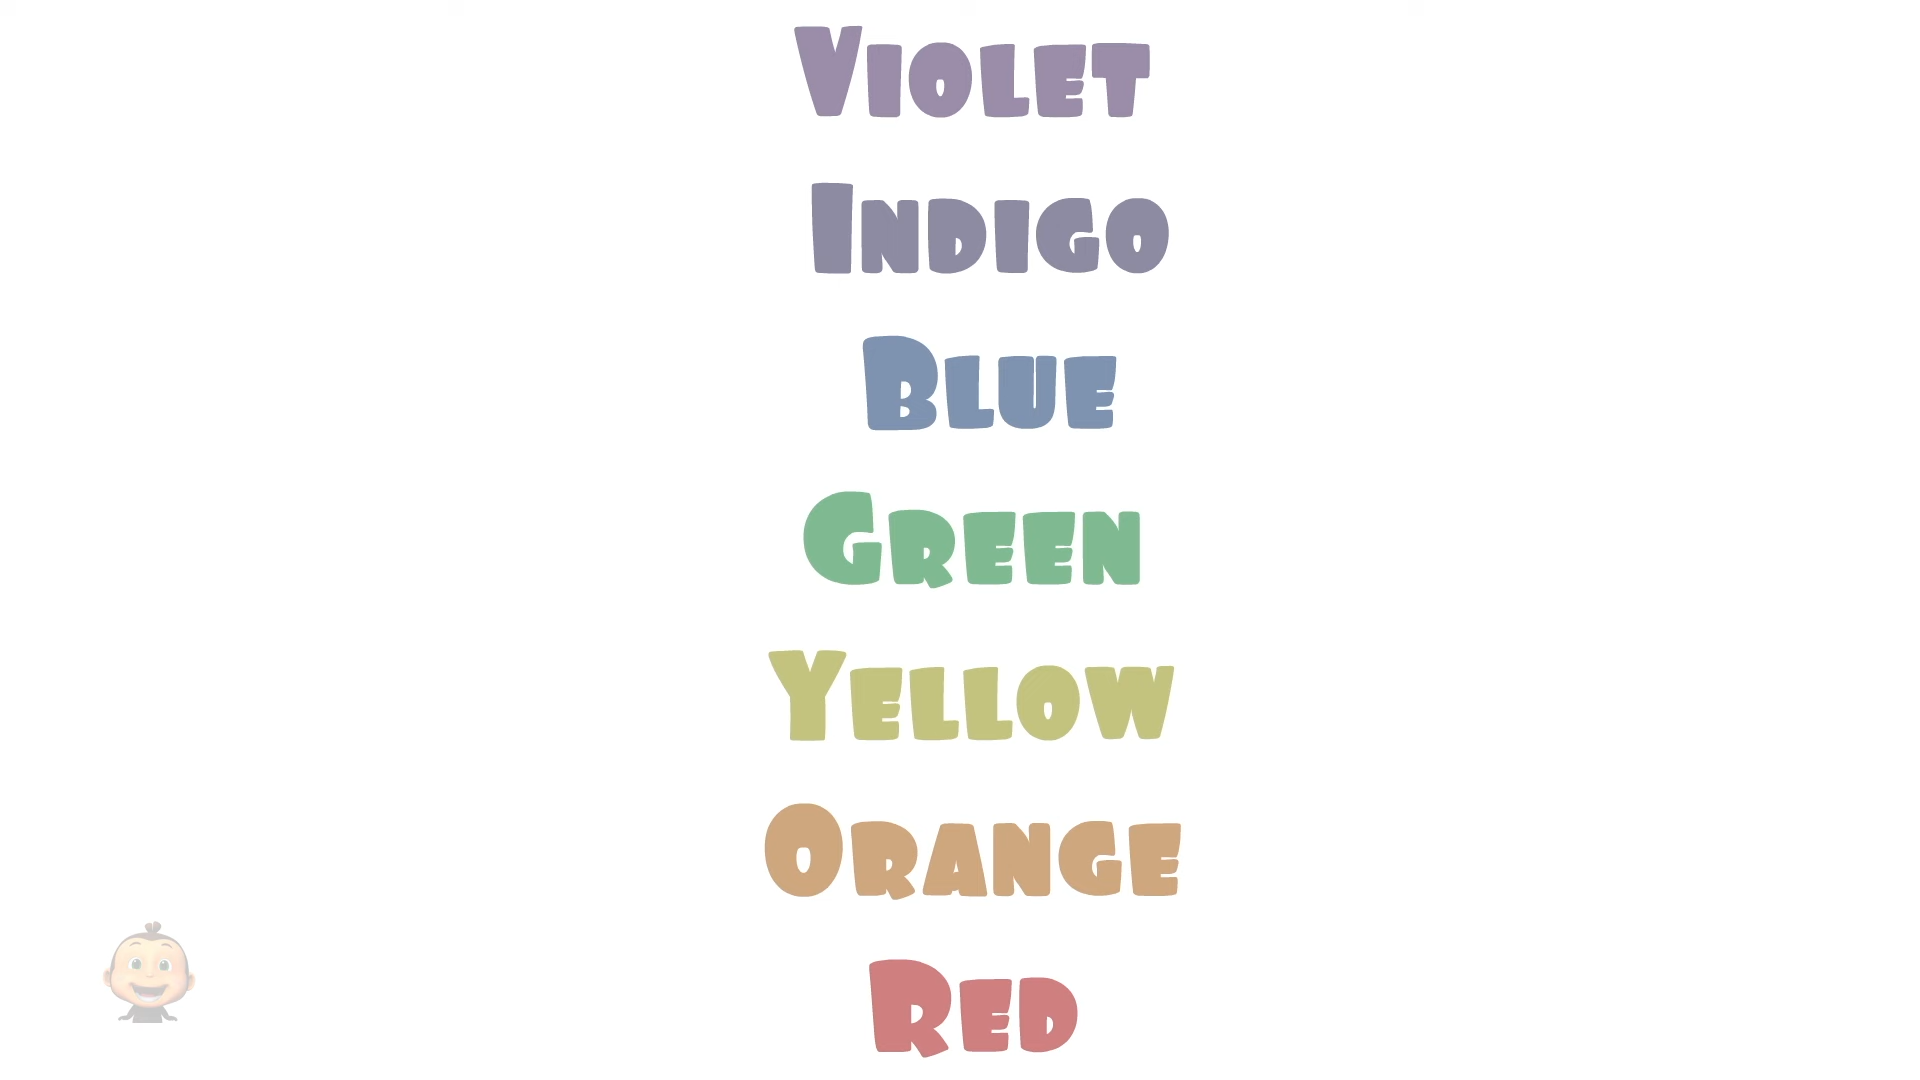 Violet
Indigo
Blue
Green
Yellow
Orange
Red